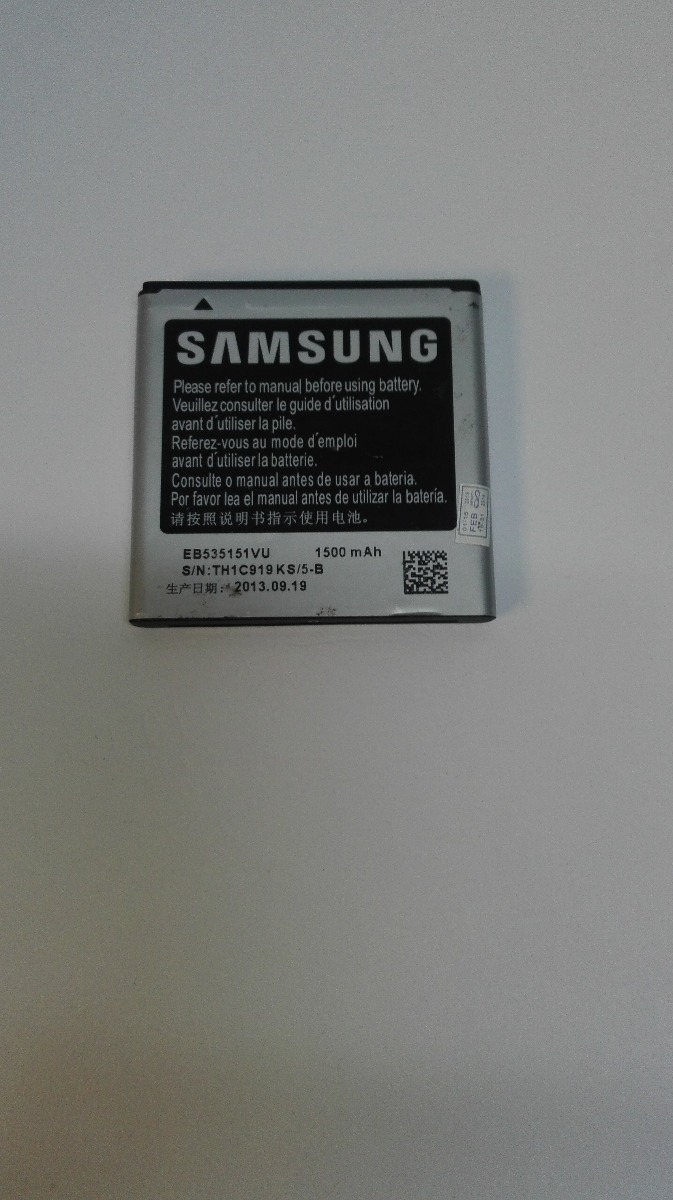 SAMSUNG
Please refer to manual before using battery.
Veuillez consulter le guide d´utilisation
avant d´utiliser la pile.
Referez-vous au mode d´emploi
avant d´utiliser la batterie.
Consulte o manual antes de usar a bateria.
Por favor lea el manual antes de utilizar la batería.
请按照说明书指示使用电池。
EB535151VU 1500 mAh
S/N:TH1C919KS/5-B
生产日期: 2013.09.19
FEB